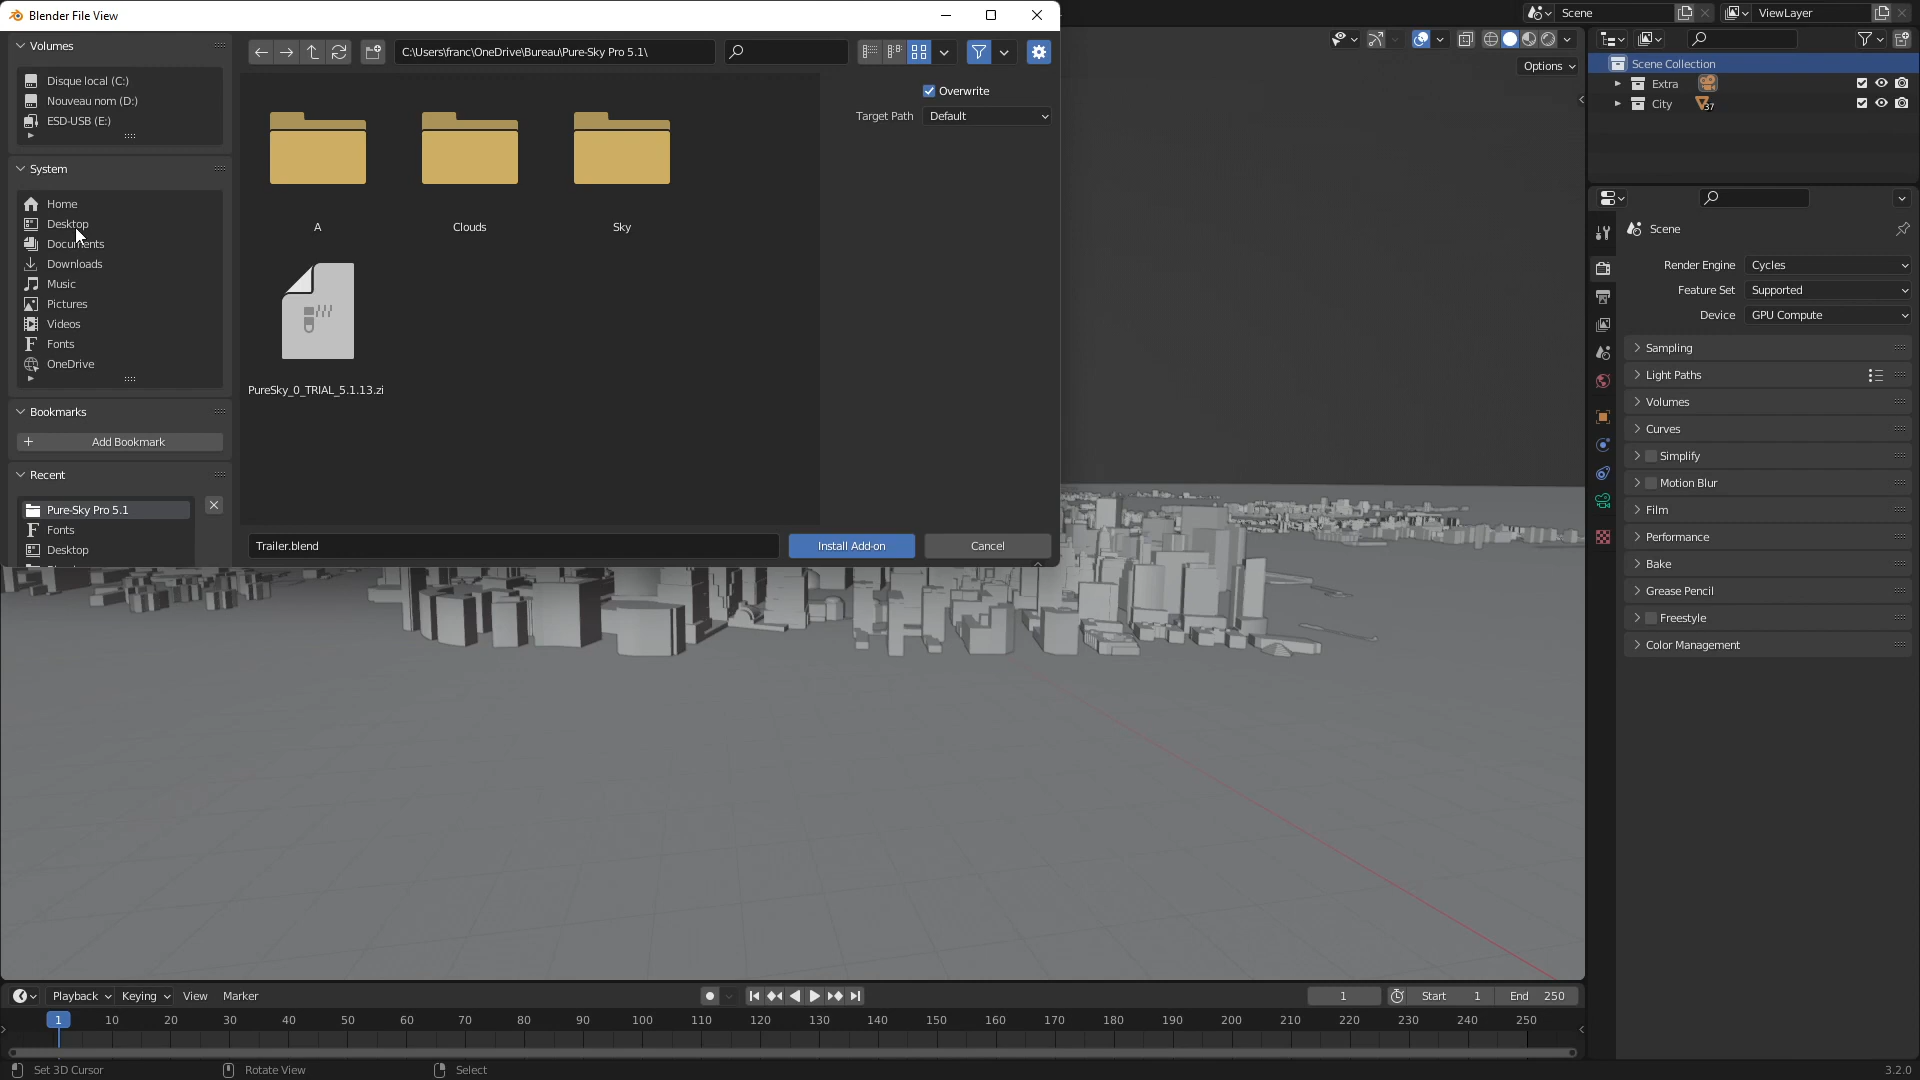 Blender File View
Scene
ViewLayer
Volumes
Disque local (C:)
Nouveau nom (D:)
ESD-USB (E:)
System
Home
Desktop
Documents
Downloads
Music
Pictures
Videos
Fonts
OneDrive
Bookmarks
Add Bookmark
Recent
Pure-Sky Pro 5.1
Fonts
Desktop
C:\Users\franc\OneDrive\Bureau\Pure-Sky Pro 5.1\
A
Clouds
Sky
PureSky_0_TRIAL_5.1.13.zi
Overwrite
Target Path
Default
Trailer.blend
Install Add-on
Cancel
Options
Scene Collection
Extra
City
37
Scene
Render Engine
Cycles
Feature Set
Supported
Device
GPU Compute
Sampling
Light Paths
Volumes
Curves
Simplify
Motion Blur
Film
Performance
Bake
Grease Pencil
Freestyle
Color Management
Playback
Keying
View
Marker
1
Start 1
End 250
1 10 20 30 40 50 60 70 80 90 100 110 120 130 140 150 160 170 180 190 200 210 220 230 240 250
Set 3D Cursor
Rotate View
Select
3.2.0